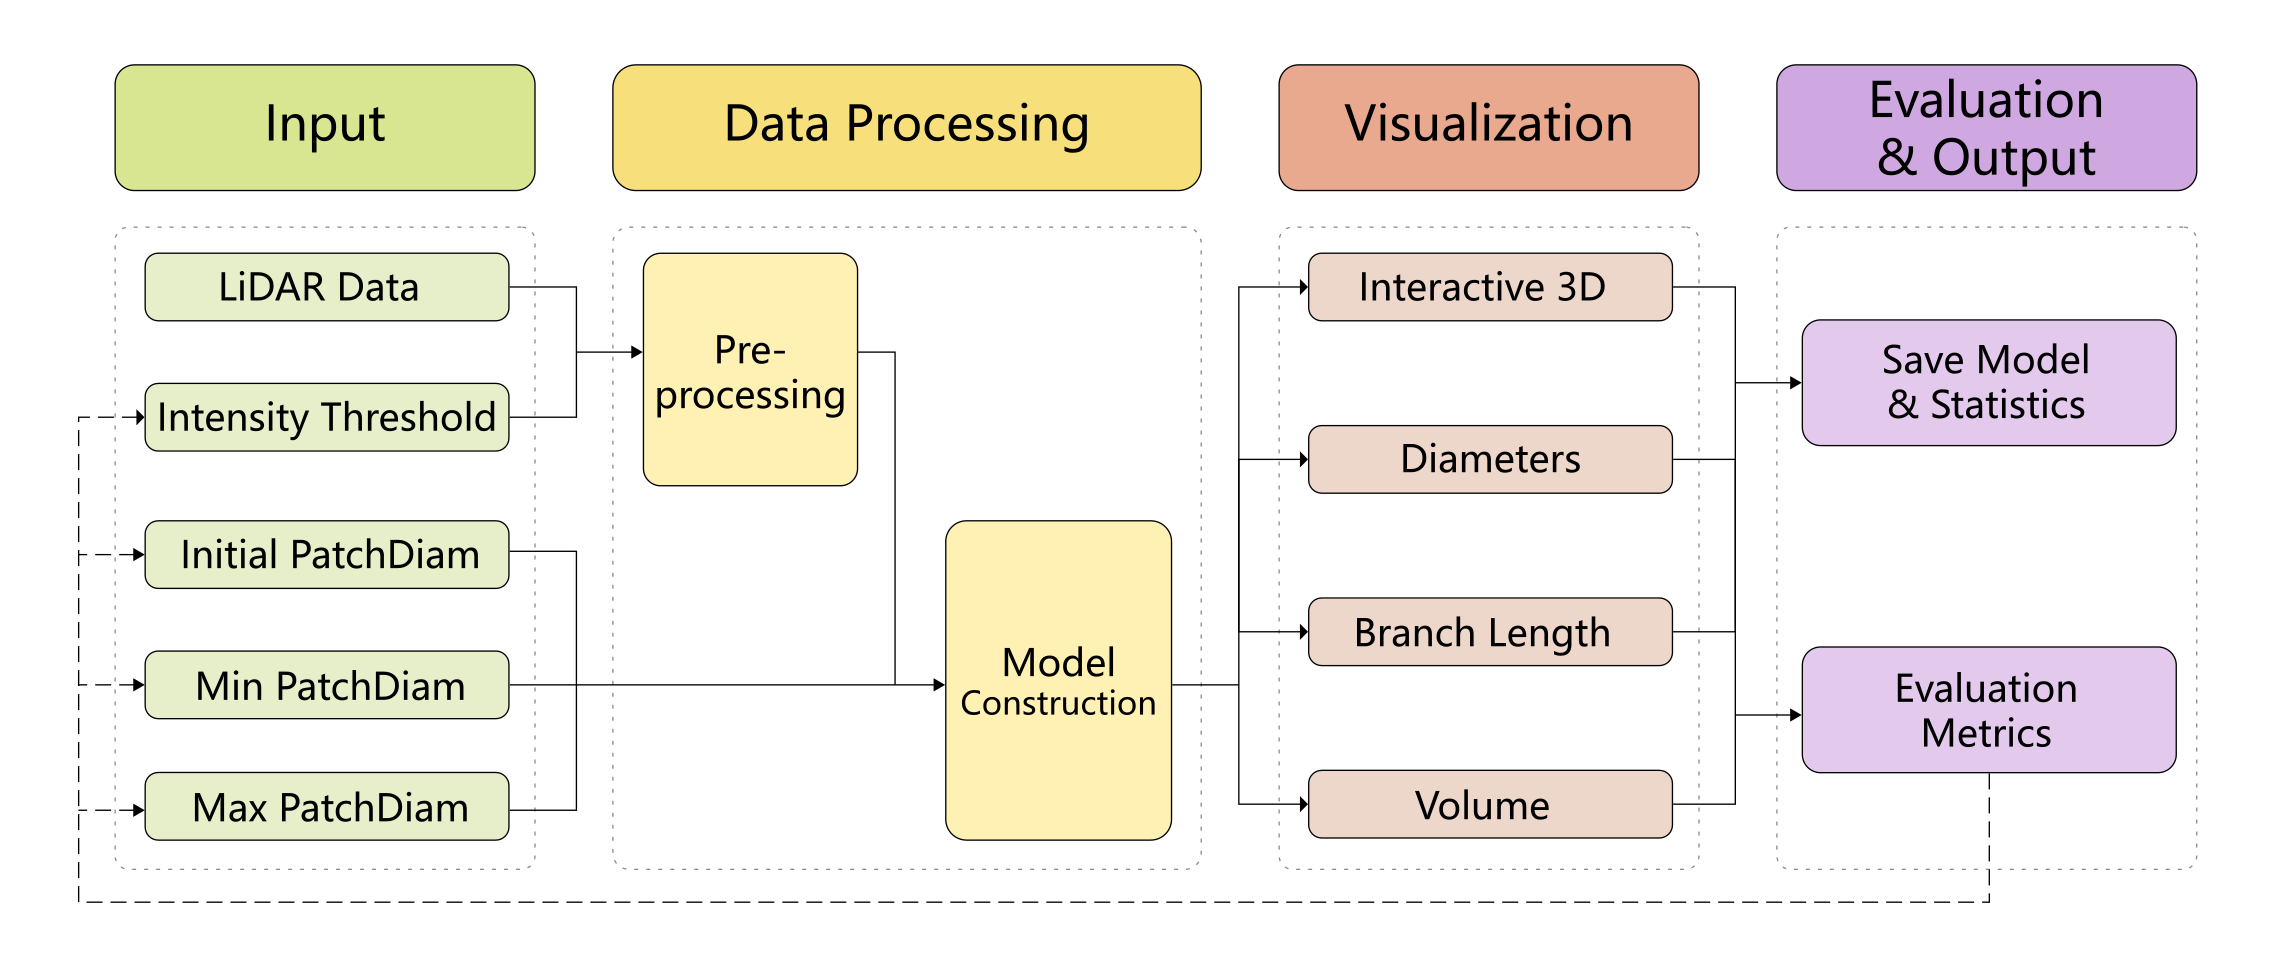 Input
Data Processing
Visualization
Evaluation
& Output
LiDAR Data
Intensity Threshold
Initial PatchDiam
Min PatchDiam
Max PatchDiam
Pre-
processing
Model
Construction
Interactive 3D
Diameters
Branch Length
Volume
Save Model
& Statistics
Evaluation
Metrics